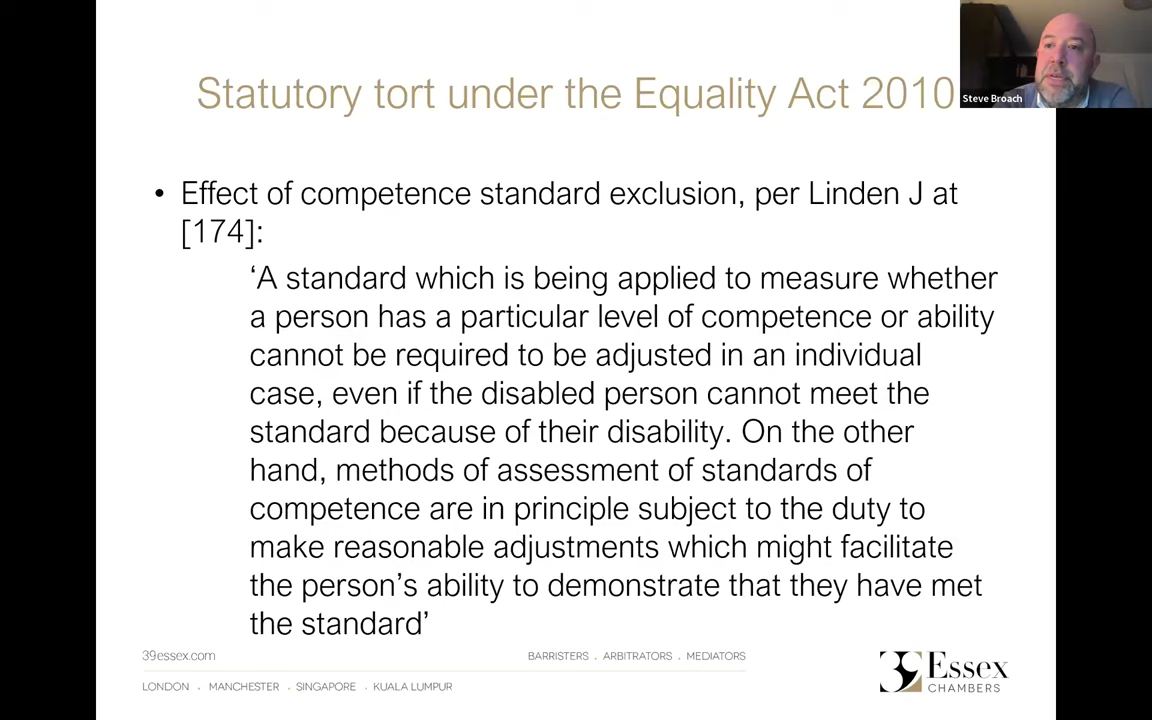 Steve Broach
Statutory tort under the Equality Act 2010
• Effect of competence standard exclusion, per Linden J at
[174]:
‘A standard which is being applied to measure whether
a person has a particular level of competence or ability
cannot be required to be adjusted in an individual
case, even if the disabled person cannot meet the
standard because of their disability. On the other
hand, methods of assessment of standards of
competence are in principle subject to the duty to
make reasonable adjustments which might facilitate
the person’s ability to demonstrate that they have met
the standard’
39essex.com
BARRISTERS . ARBITRATORS . MEDIATORS
LONDON . MANCHESTER . SINGAPORE . KUALA LUMPUR
39 Essex
CHAMBERS